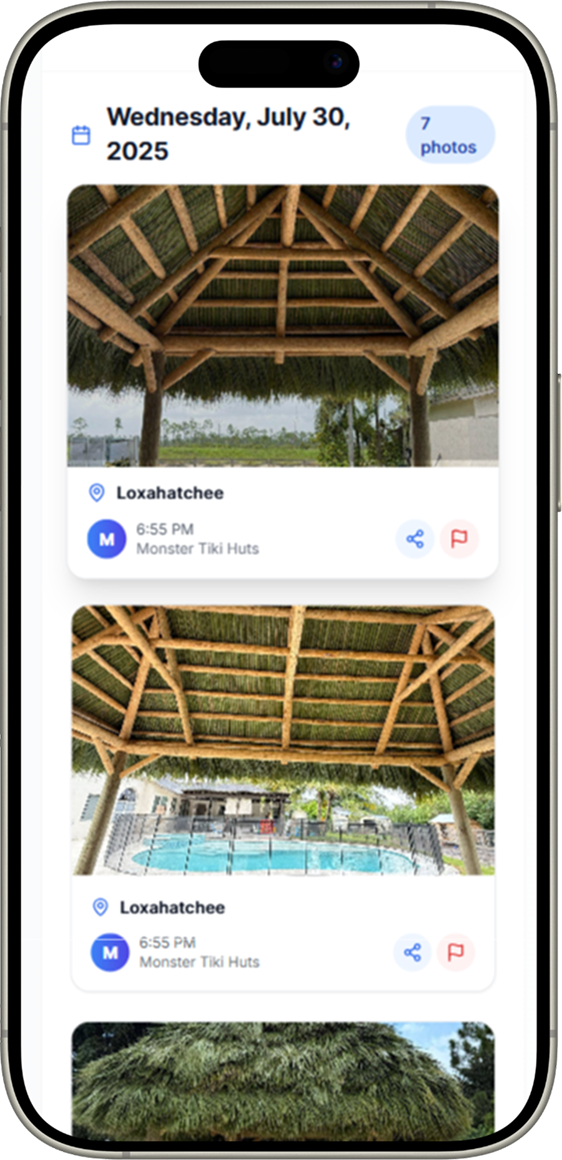 Wednesday, July 30,
2025
7
photos
Loxahatchee
M
6:55 PM
Monster Tiki Huts
Loxahatchee
M
6:55 PM
Monster Tiki Huts